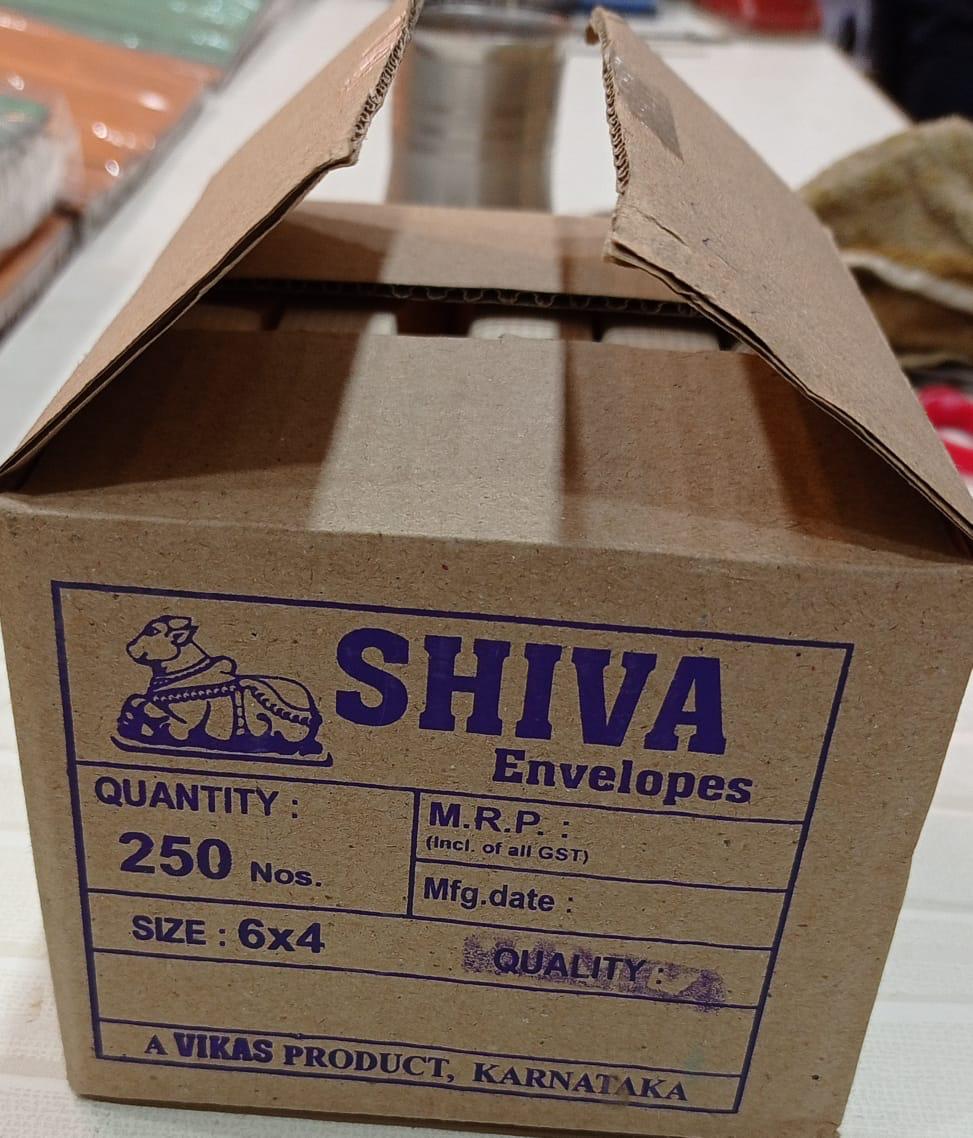 SHIVA
Envelopes
QUANTITY :
250 Nos.
M.R.P. :
(Incl. of all GST)
Mfg.date :
SIZE : 6x4
QUALITY :
A VIKAS PRODUCT, KARNATAKA